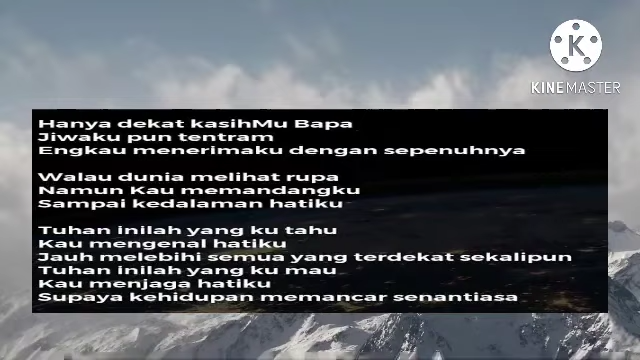 K
KINEMASTER
Hanya dekat kasihMu Bapa
Jiwaku pun tentram
Engkau menerimaku dengan sepenuhnya
Walau dunia melihat rupa
Namun Kau memandangku
Sampai kedalaman hatiku
Tuhan inilah yang ku tahu
Kau mengenal hatiku
Jauh melebihi semua yang terdekat sekalipun
Tuhan inilah yang ku mau
Kau menjaga hatiku
Supaya kehidupan memancar senantiasa